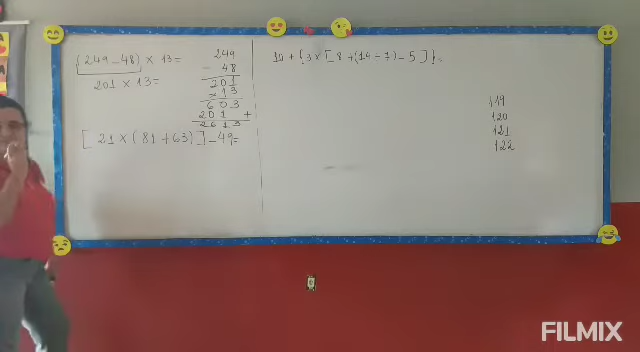 (249-48) × 13=
201 × 13=
249
- 48
201
×13
603
201 +
2613
[ 21 × (81 + 63) ] - 49=
10 + {3 × [ 8 + (10 - 7) - 5 ] }=
119
120
121
122
FILMIX